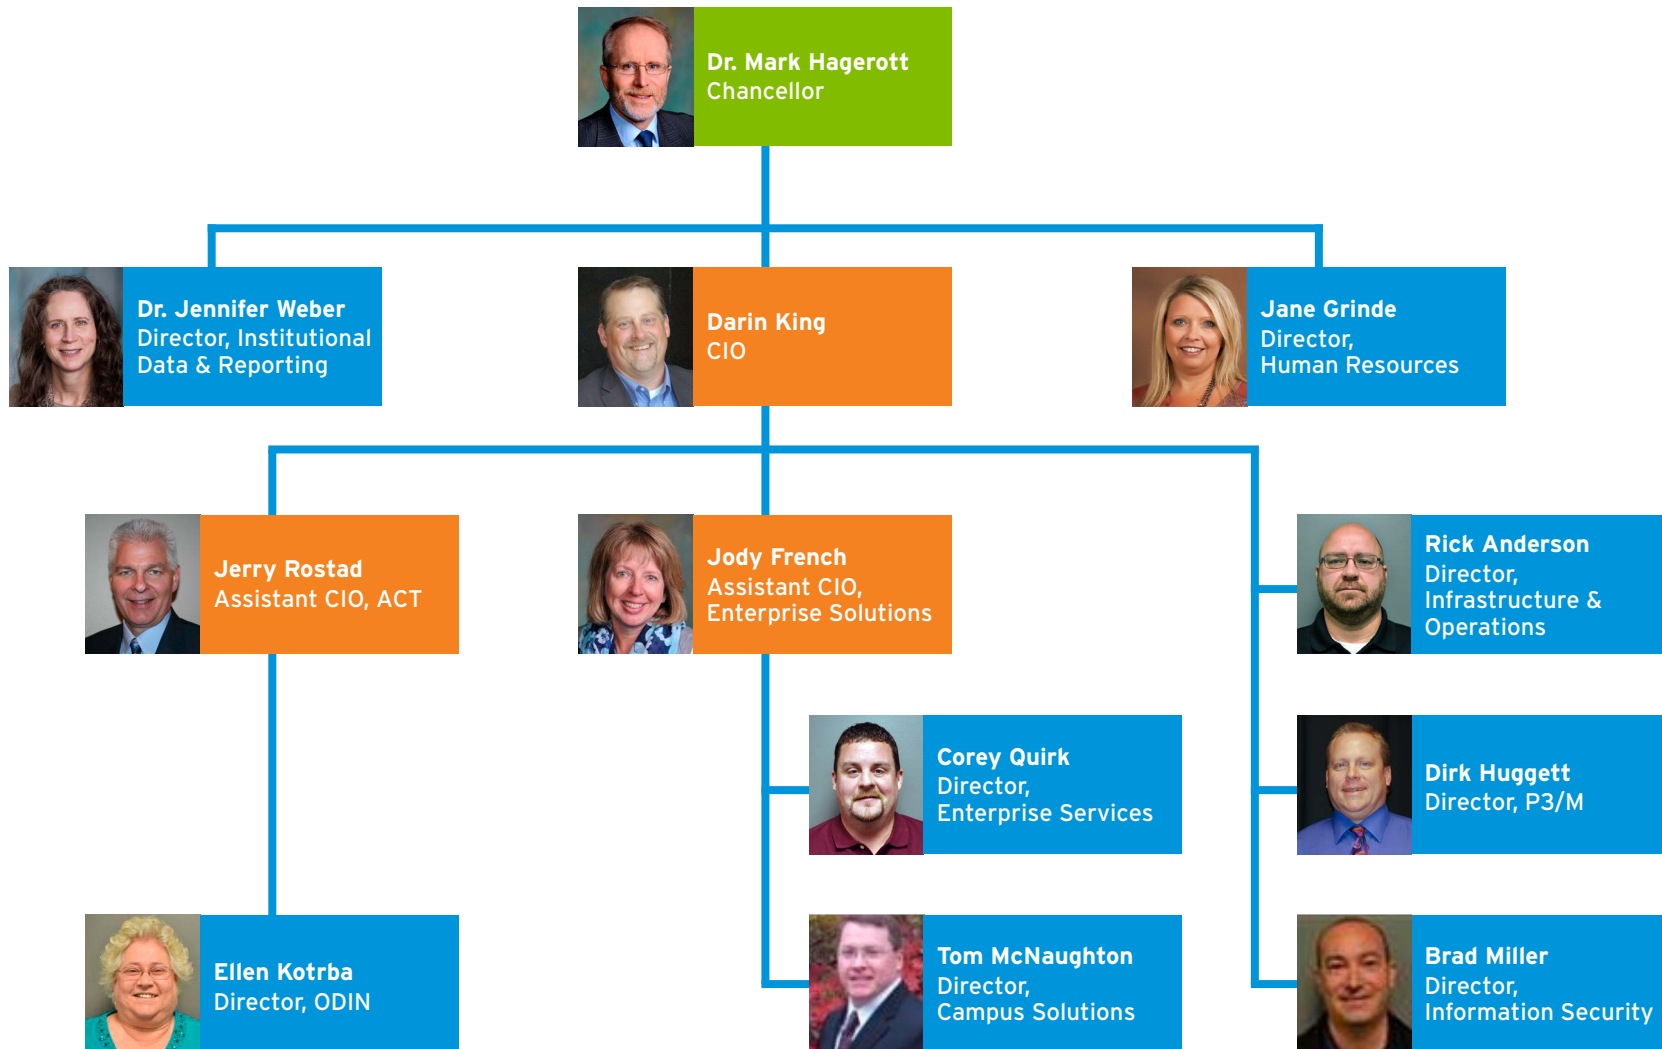 Dr. Mark Hagerott
Chancellor
Dr. Jennifer Weber
Director, Institutional
Data & Reporting
Darin King
CIO
Jane Grinde
Director,
Human Resources
Jerry Rostad
Assistant CIO, ACT
Jody French
Assistant CIO,
Enterprise Solutions
Rick Anderson
Director,
Infrastructure &
Operations
Corey Quirk
Director,
Enterprise Services
Dirk Huggett
Director, P3/M
Ellen Kotrba
Director, ODIN
Tom McNaughton
Director,
Campus Solutions
Brad Miller
Director,
Information Security